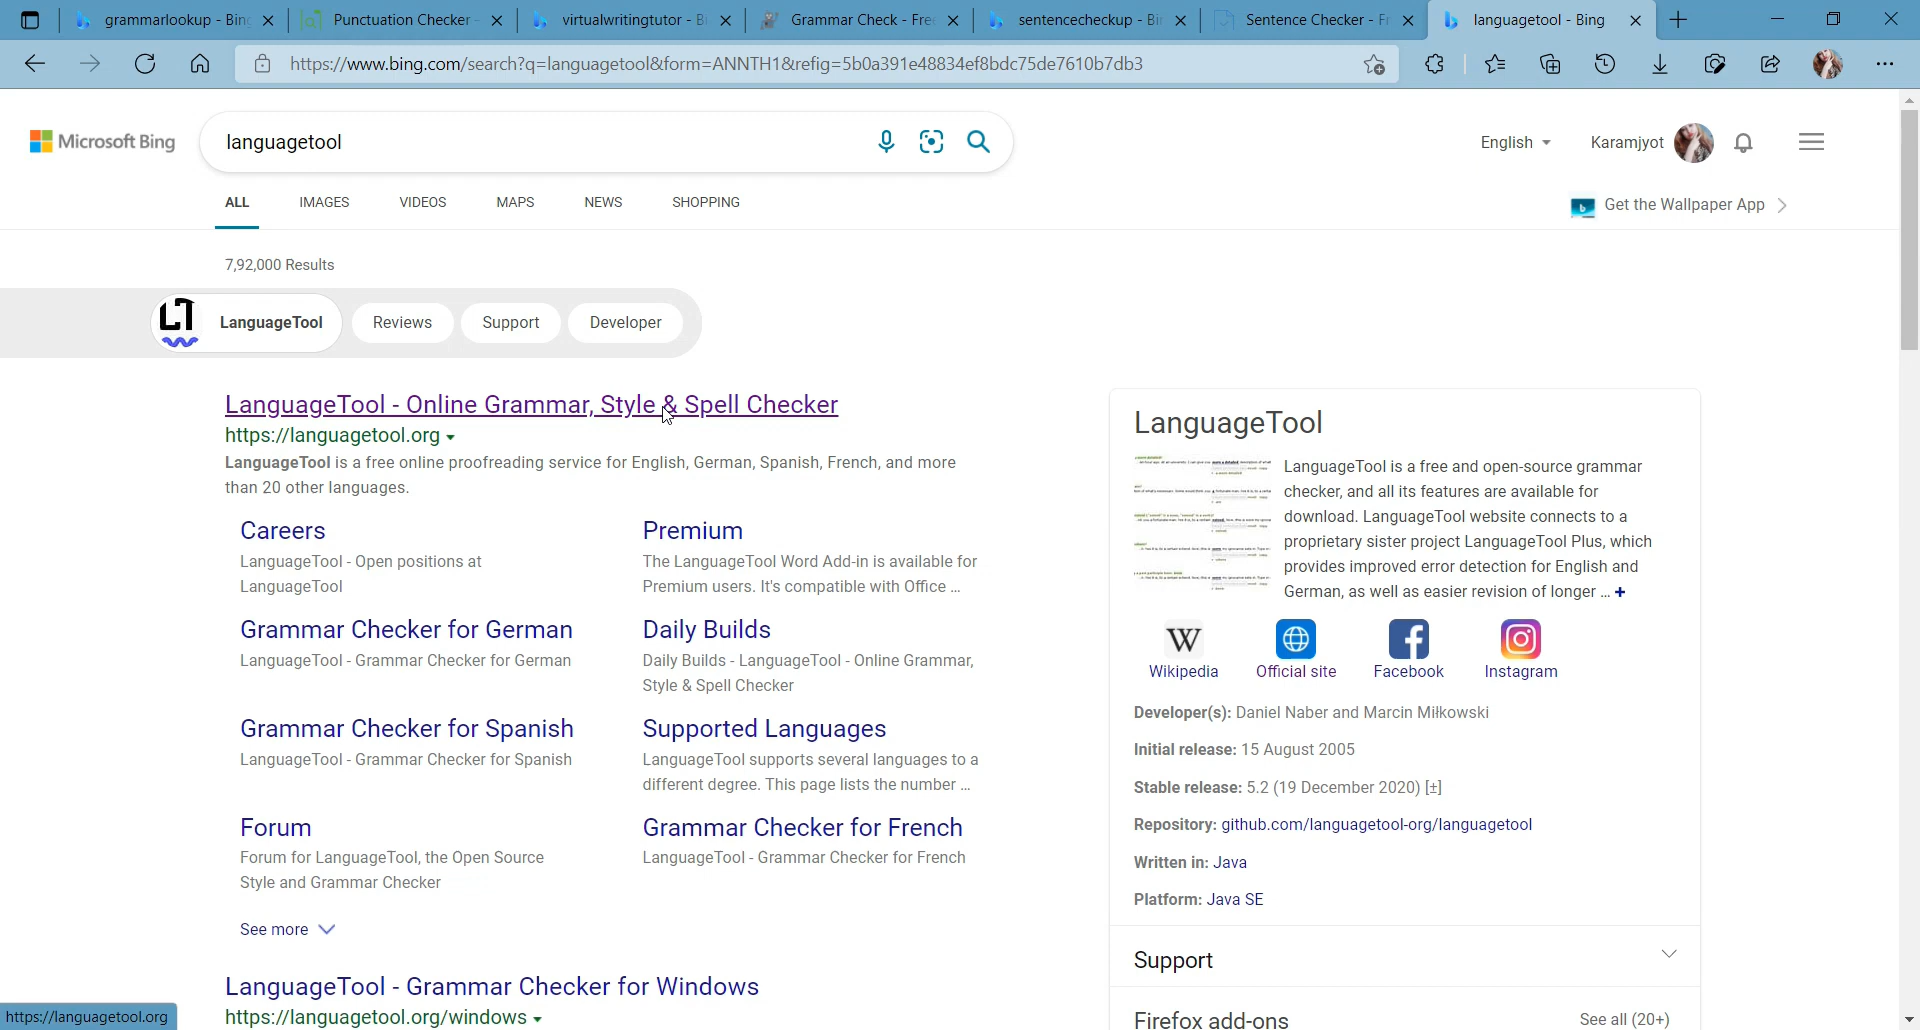 grammarlookup - Bing
Punctuation Checker -
virtualwritingtutor - B
Grammar Check - Free
sentencecheckup - Bin
Sentence Checker - Fr
languagetool - Bing
https://www.bing.com/search?q=languagetool&form=ANNTH1&refig=5b0a391e48834ef8bdc75de7610b7db3
Microsoft Bing
languagetool
English
Karamjyot
ALL
IMAGES
VIDEOS
MAPS
NEWS
SHOPPING
Get the Wallpaper App
7,92,000 Results
LanguageTool
Reviews
Support
Developer
LanguageTool - Online Grammar, Style & Spell Checker
https://languagetool.org
LanguageTool is a free online proofreading service for English, German, Spanish, French, and more
than 20 other languages.
Careers
LanguageTool - Open positions at
LanguageTool
Premium
The LanguageTool Word Add-in is available for
Premium users. It's compatible with Office ...
Grammar Checker for German
LanguageTool - Grammar Checker for German
Daily Builds
Daily Builds - LanguageTool - Online Grammar,
Style & Spell Checker
Grammar Checker for Spanish
LanguageTool - Grammar Checker for Spanish
Supported Languages
LanguageTool supports several languages to a
different degree. This page lists the number ...
Forum
Forum for LanguageTool, the Open Source
Style and Grammar Checker
Grammar Checker for French
LanguageTool - Grammar Checker for French
See more
LanguageTool - Grammar Checker for Windows
https://languagetool.org/windows
https://languagetool.org
LanguageTool
LanguageTool is a free and open-source grammar
checker, and all its features are available for
download. LanguageTool website connects to a
proprietary sister project LanguageTool Plus, which
provides improved error detection for English and
German, as well as easier revision of longer ... +
Wikipedia
Official site
Facebook
Instagram
Developer(s): Daniel Naber and Marcin Miłkowski
Initial release: 15 August 2005
Stable release: 5.2 (19 December 2020) [±]
Repository: github.com/languagetool-org/languagetool
Written in: Java
Platform: Java SE
Support
Firefox add-ons
See all (20+)